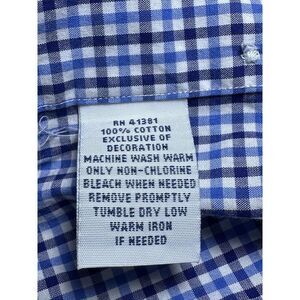 RN 41381
100% COTTON
EXCLUSIVE OF
DECORATION
MACHINE WASH WARM
ONLY NON-CHLORINE
BLEACH WHEN NEEDED
REMOVE PROMPTLY
TUMBLE DRY LOW
WARM IRON
IF NEEDED